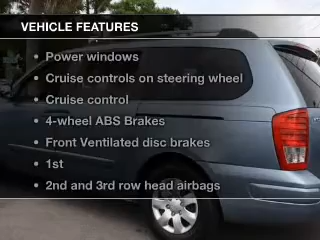 VEHICLE FEATURES
• Power windows
• Cruise controls on steering wheel
• Cruise control
• 4-wheel ABS Brakes
• Front Ventilated disc brakes
• 1st
• 2nd and 3rd row head airbags